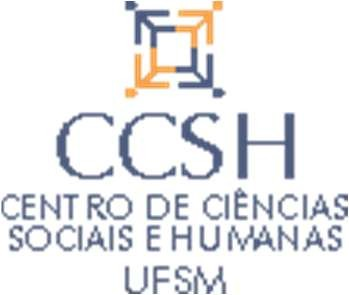 CCSH
CENTRO DE CIÊNCIAS
SOCIAIS E HUMANAS
UFSM